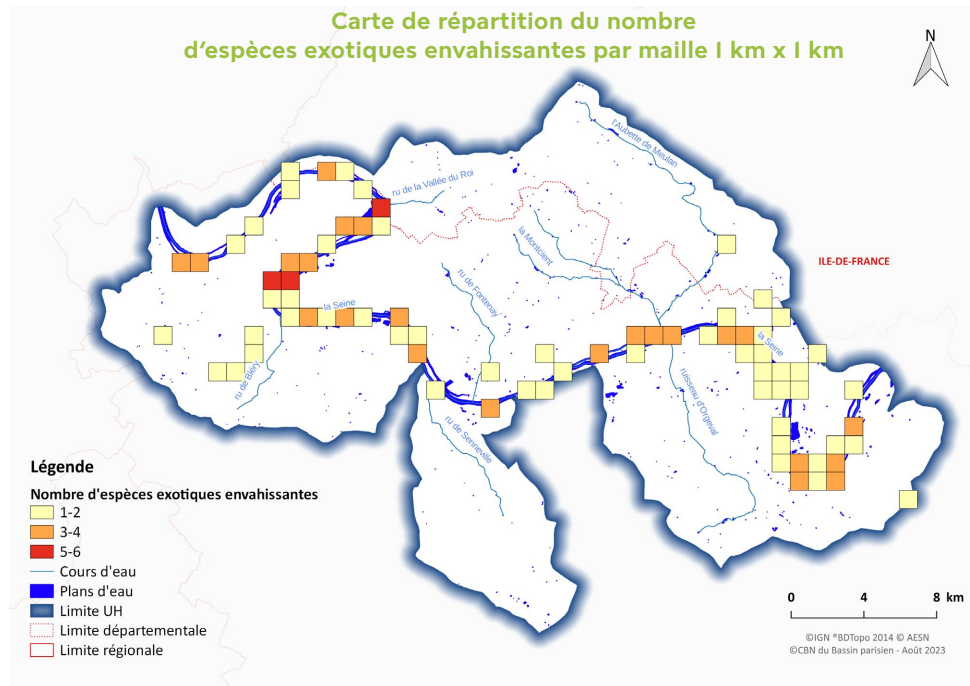 Carte de répartition du nombre
d'espèces exotiques envahissantes par maille 1 km x 1 km
N
l'Aubette de Meulan
ru de la Vallée du Roi
la Montcient
ILE-DE-FRANCE
ru de Fontenay
la Seine
la Seine
ru de Bléry
ruisseau d'Orgeval
ru de Senneville
Légende
Nombre d'espèces exotiques envahissantes
1-2
3-4
5-6
Cours d'eau
Plans d'eau
Limite UH
Limite départementale
Limite régionale
0 4 8 km
©IGN ®BDTopo 2014 © AESN
©CBN du Bassin parisien - Août 2023